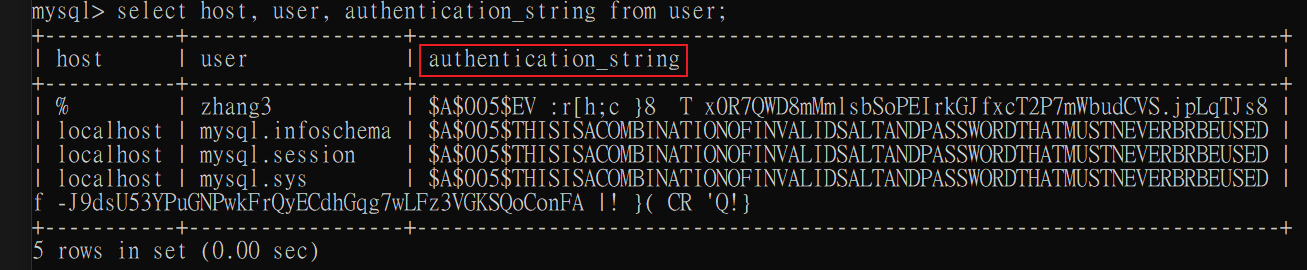 mysql> select host, user, authentication_string from user;
+-----------+------------------+----------------------------------------------------------------------+
| host      | user             | authentication_string                                                  |
+-----------+------------------+----------------------------------------------------------------------+
| %         | zhang3           | $A$005$EV :r[h;c }8  T x0R7QWD8mMmlsbSoPEIrkGJfxcT2P7mWbudCVS.jpLqTJs8 |
| localhost | mysql.infoschema | $A$005$THISISACOMBINATIONOFINVALIDSALTANDPASSWORDTHATMUSTNEVERBRBEUSED |
| localhost | mysql.session    | $A$005$THISISACOMBINATIONOFINVALIDSALTANDPASSWORDTHATMUSTNEVERBRBEUSED |
| localhost | mysql.sys        | $A$005$THISISACOMBINATIONOFINVALIDSALTANDPASSWORDTHATMUSTNEVERBRBEUSED |
f -J9dsU53YPuGNPwkFrQyECdhGqg7wLFz3VGKSQoConFA |! }( CR 'Q!}
+-----------+------------------+----------------------------------------------------------------------+
5 rows in set (0.00 sec)